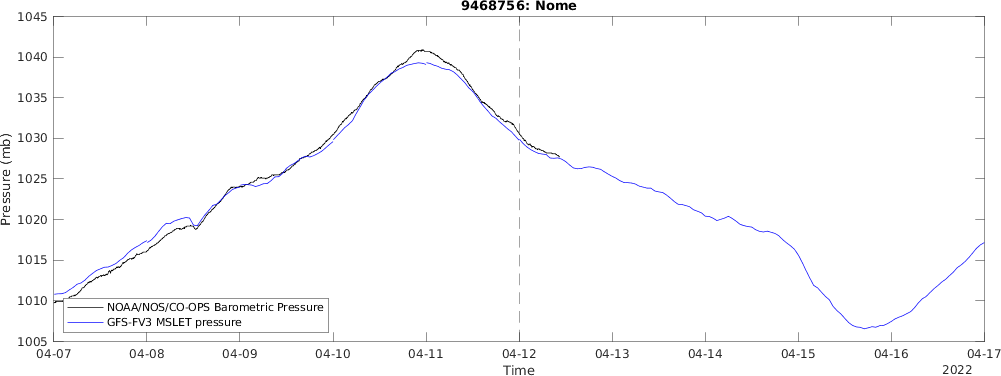 9468756: Nome
1045
1040
1035
1030
1025
1020
1015
1010
1005
Pressure (mb)
NOAA/NOS/CO-OPS Barometric Pressure
GFS-FV3 MSLET pressure
04-07 04-08 04-09 04-10 04-11 04-12 04-13 04-14 04-15 04-16 04-17
Time
2022